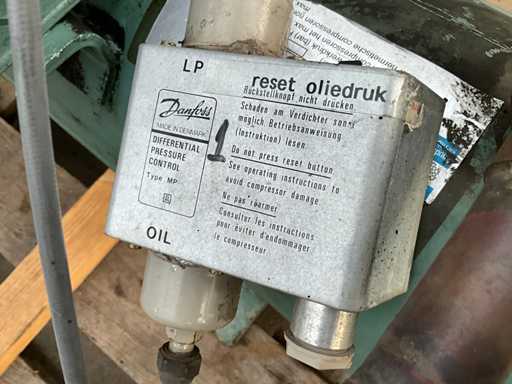 LP
reset oliedruk
Rückstellknopf nicht drücken.
Schaden am Verdichter sonst
möglich. Betriebsanweisung
(Instruktion) lesen.
Do not press reset button
See operating instructions to
avoid compressor damage.
Ne pas réarmer
Consulter les instructions
pour éviter d'endommager
le compresseur
Danfoss
MADE IN DENMARK
DIFFERENTIAL
PRESSURE
CONTROL
Type MP
1
OIL